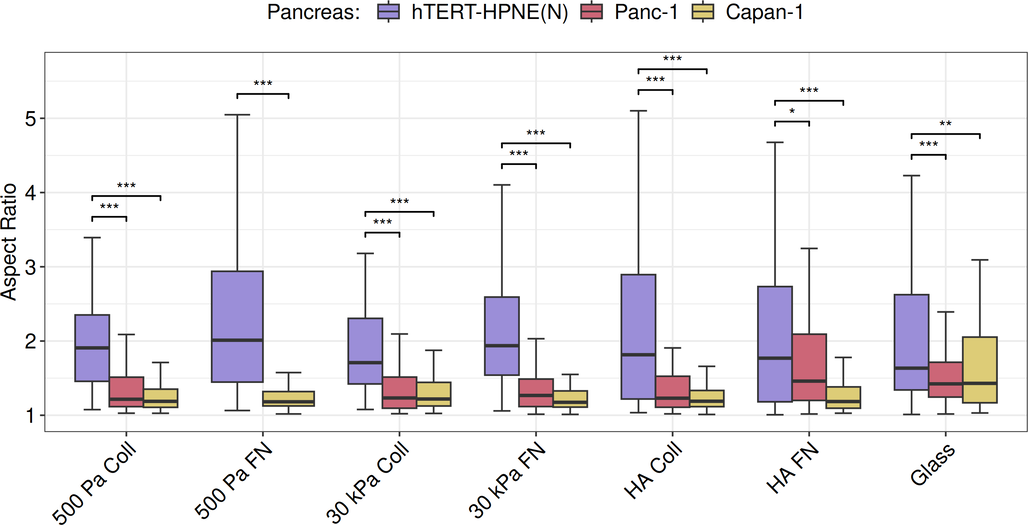 Pancreas: hTERT-HPNE(N) Panc-1 Capan-1
Aspect Ratio
5
4
3
2
1
*** ***
***
*** ***
*** ***
*** ***
*** *
** ***
500 Pa Coll
500 Pa FN
30 kPa Coll
30 kPa FN
HA Coll
HA FN
Glass